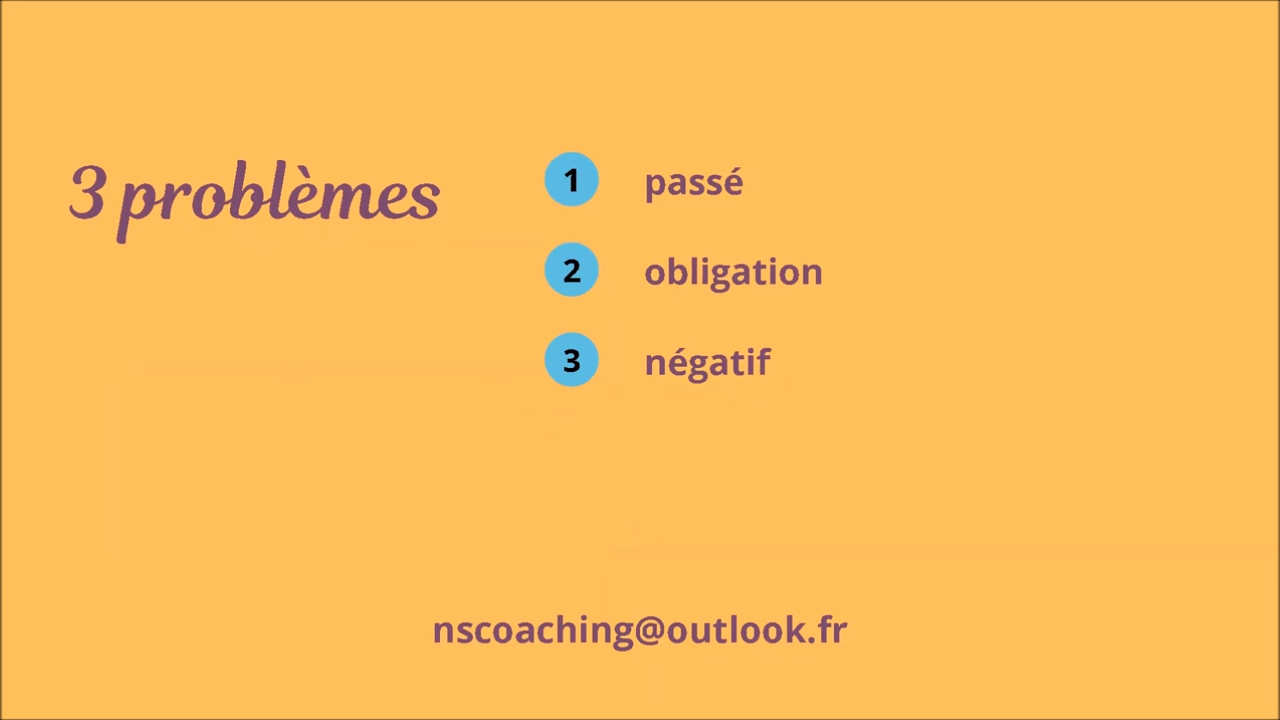 3 problèmes
1 passé
2 obligation
3 négatif
nscoaching@outlook.fr